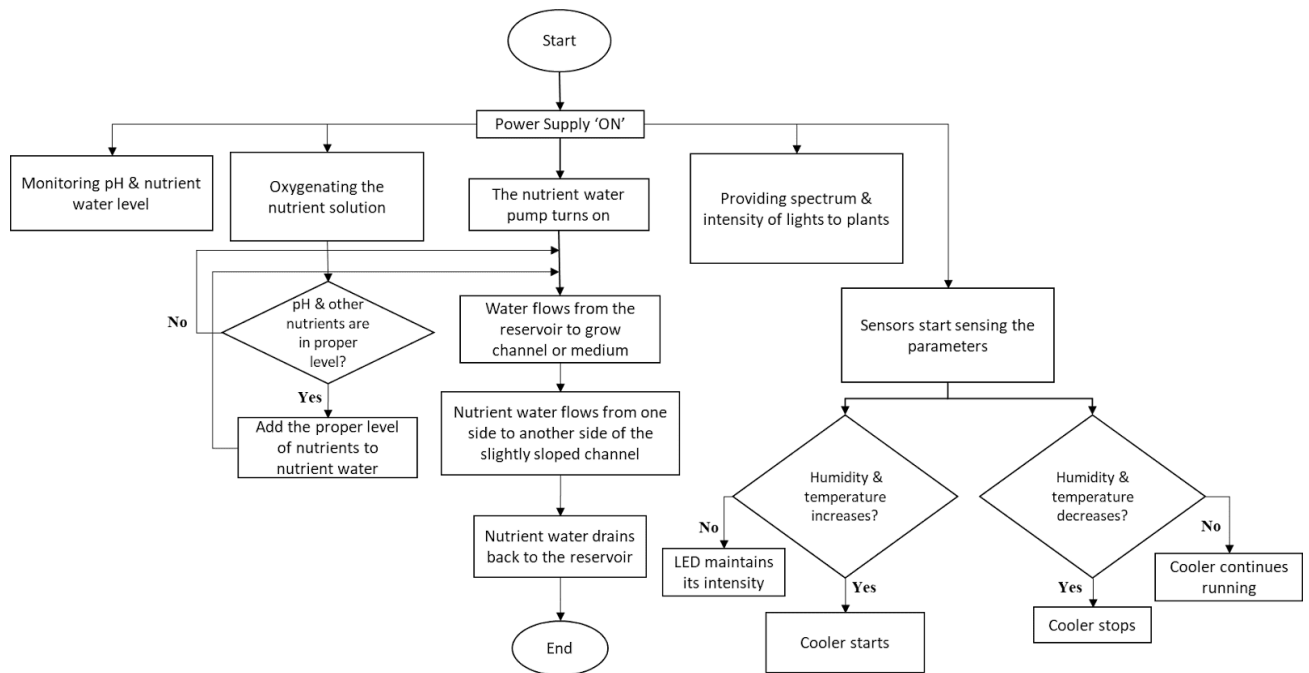 Start
Power Supply ‘ON’
Monitoring pH & nutrient
water level
Oxygenating the
nutrient solution
The nutrient water
pump turns on
Providing spectrum &
intensity of lights to plants
pH & other
nutrients are
in proper
level?
No
Yes
Add the proper level
of nutrients to
nutrient water
Water flows from the
reservoir to grow
channel or medium
Nutrient water flows from one
side to another side of the
slightly sloped channel
Nutrient water drains
back to the reservoir
End
Sensors start sensing the
parameters
Humidity &
temperature
increases?
No
LED maintains
its intensity
Yes
Cooler starts
Humidity &
temperature
decreases?
No
Cooler continues
running
Yes
Cooler stops